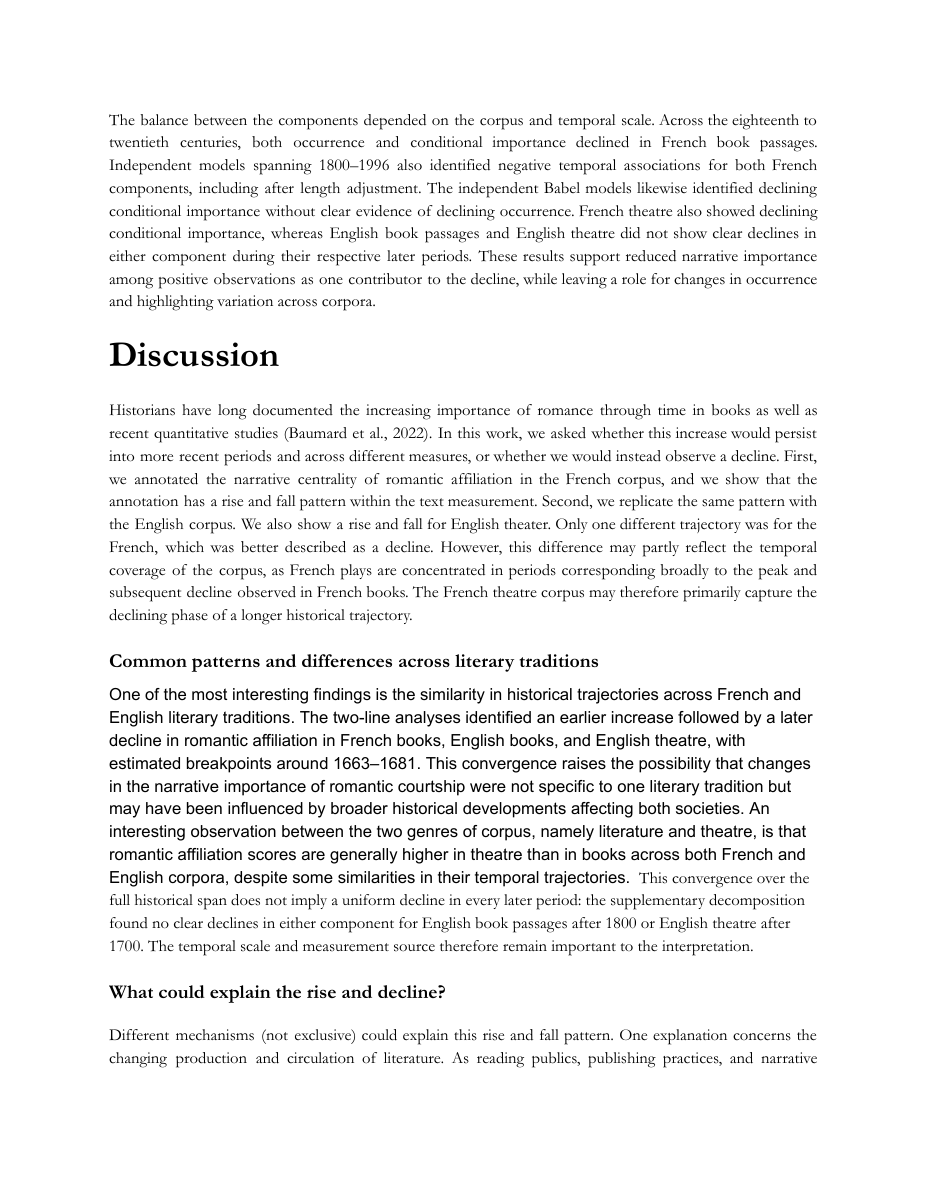 The balance between the components depended on the corpus and temporal scale. Across the eighteenth to
twentieth centuries, both occurrence and conditional importance declined in French book passages.
Independent models spanning 1800–1996 also identified negative temporal associations for both French
components, including after length adjustment. The independent Babel models likewise identified declining
conditional importance without clear evidence of declining occurrence. French theatre also showed declining
conditional importance, whereas English book passages and English theatre did not show clear declines in
either component during their respective later periods. These results support reduced narrative importance
among positive observations as one contributor to the decline, while leaving a role for changes in occurrence
and highlighting variation across corpora.
Discussion
Historians have long documented the increasing importance of romance through time in books as well as
recent quantitative studies (Baumard et al., 2022). In this work, we asked whether this increase would persist
into more recent periods and across different measures, or whether we would instead observe a decline. First,
we annotated the narrative centrality of romantic affiliation in the French corpus, and we show that the
annotation has a rise and fall pattern within the text measurement. Second, we replicate the same pattern with
the English corpus. We also show a rise and fall for English theater. Only one different trajectory was for the
French, which was better described as a decline. However, this difference may partly reflect the temporal
coverage of the corpus, as French plays are concentrated in periods corresponding broadly to the peak and
subsequent decline observed in French books. The French theatre corpus may therefore primarily capture the
declining phase of a longer historical trajectory.
Common patterns and differences across literary traditions
One of the most interesting findings is the similarity in historical trajectories across French and
English literary traditions. The two-line analyses identified an earlier increase followed by a later
decline in romantic affiliation in French books, English books, and English theatre, with
estimated breakpoints around 1663–1681. This convergence raises the possibility that changes
in the narrative importance of romantic courtship were not specific to one literary tradition but
may have been influenced by broader historical developments affecting both societies. An
interesting observation between the two genres of corpus, namely literature and theatre, is that
romantic affiliation scores are generally higher in theatre than in books across both French and
English corpora, despite some similarities in their temporal trajectories. This convergence over the
full historical span does not imply a uniform decline in every later period: the supplementary decomposition
found no clear declines in either component for English book passages after 1800 or English theatre after
1700. The temporal scale and measurement source therefore remain important to the interpretation.
What could explain the rise and decline?
Different mechanisms (not exclusive) could explain this rise and fall pattern. One explanation concerns the
changing production and circulation of literature. As reading publics, publishing practices, and narrative